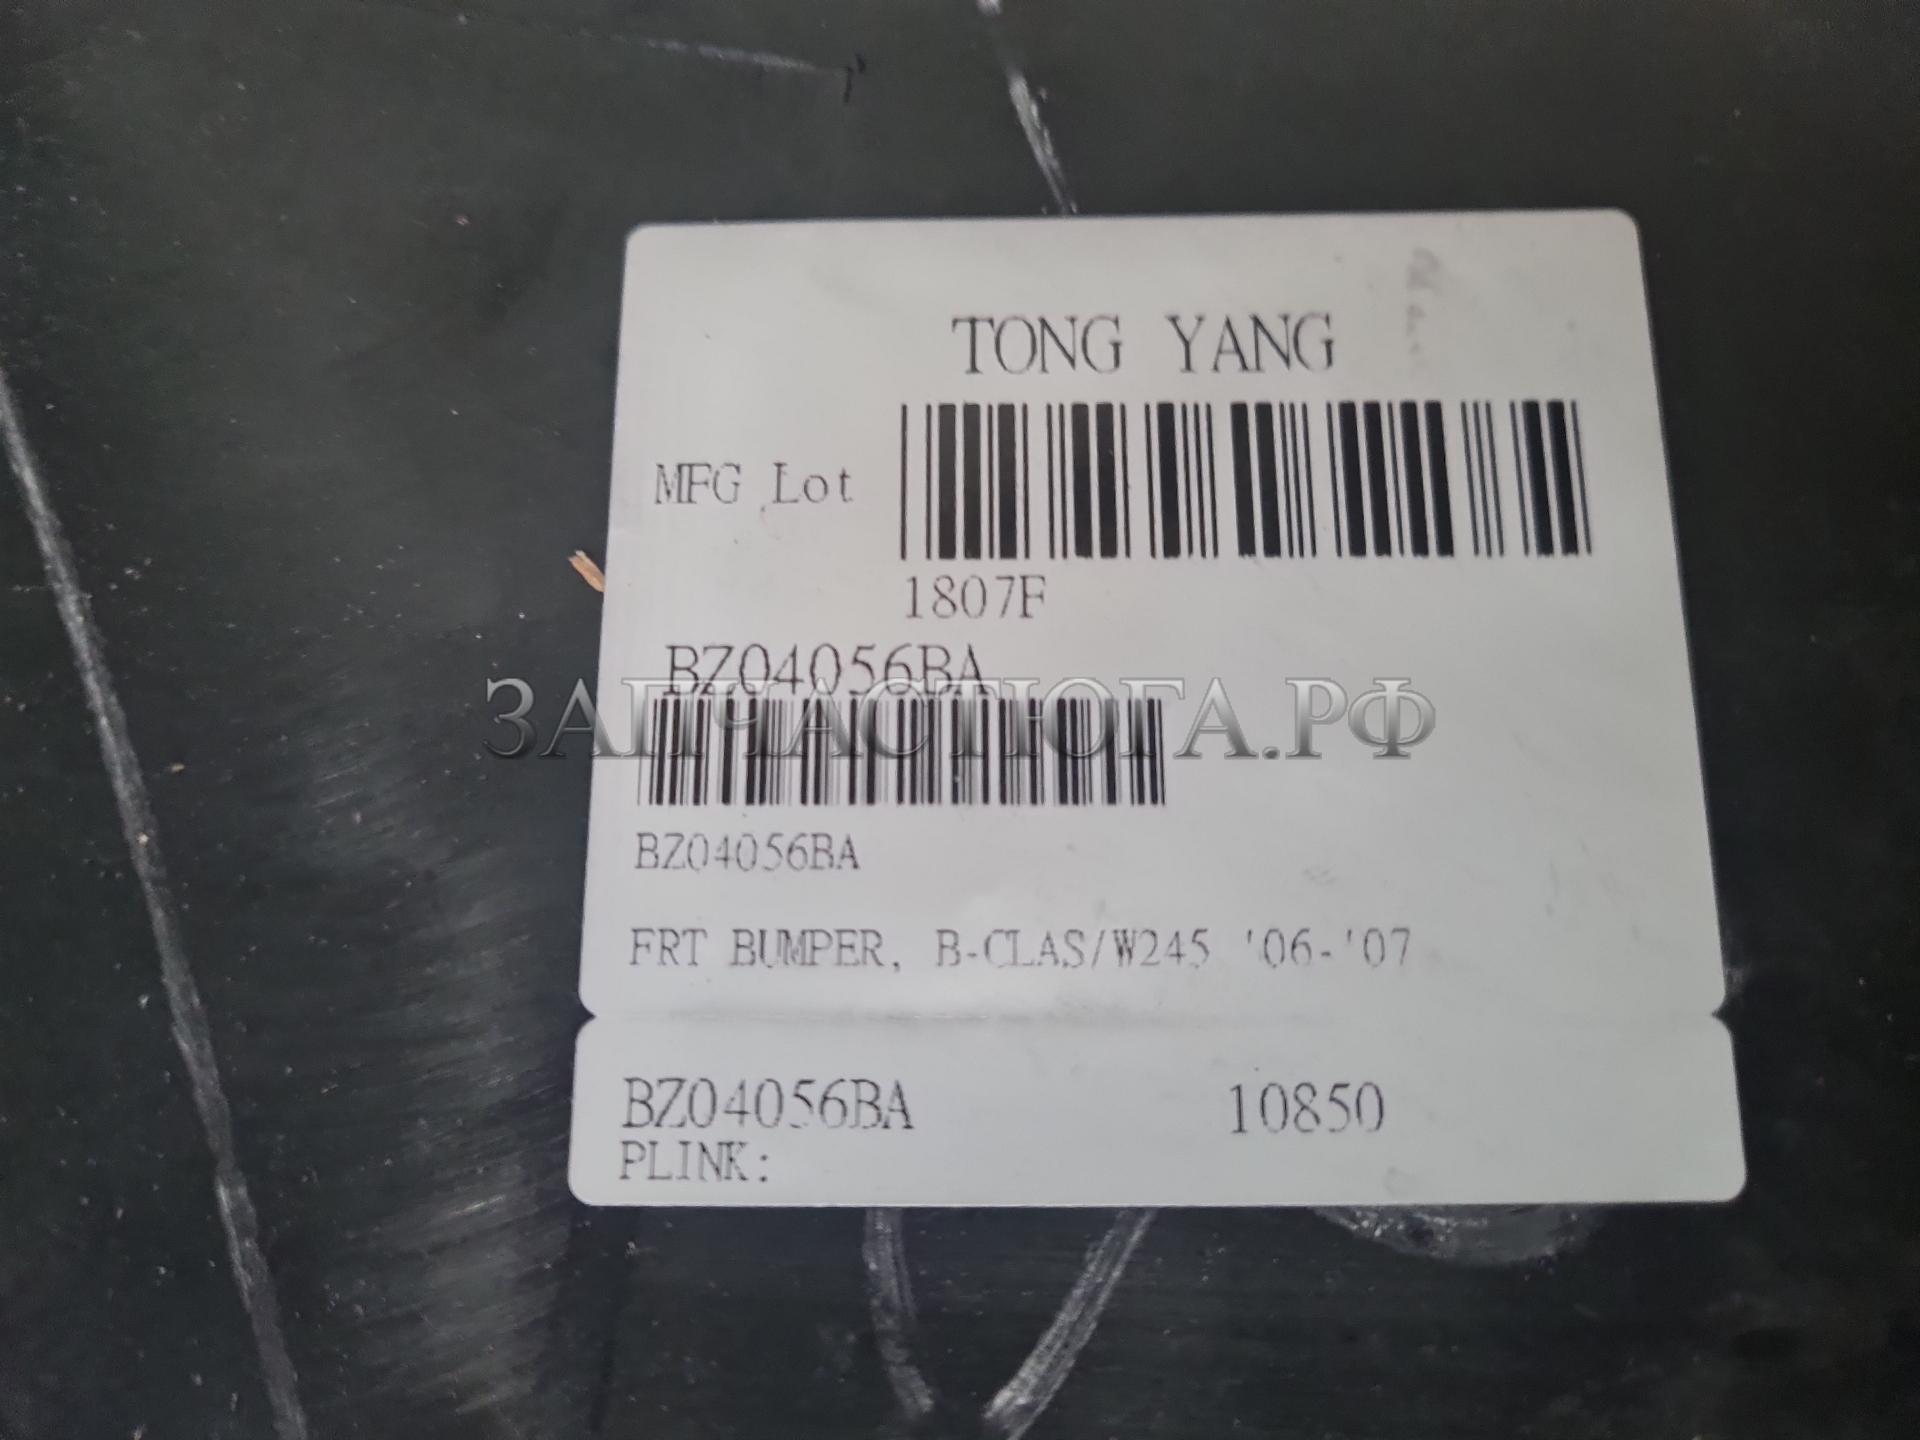 TONG YANG
MFG Lot
1807F
BZ04056BA
ЗАПЧАСТЮГА.РФ
BZ04056BA
FRT BUMPER, B-CLAS/W245 '06-'07
BZ04056BA 10850
PLINK: